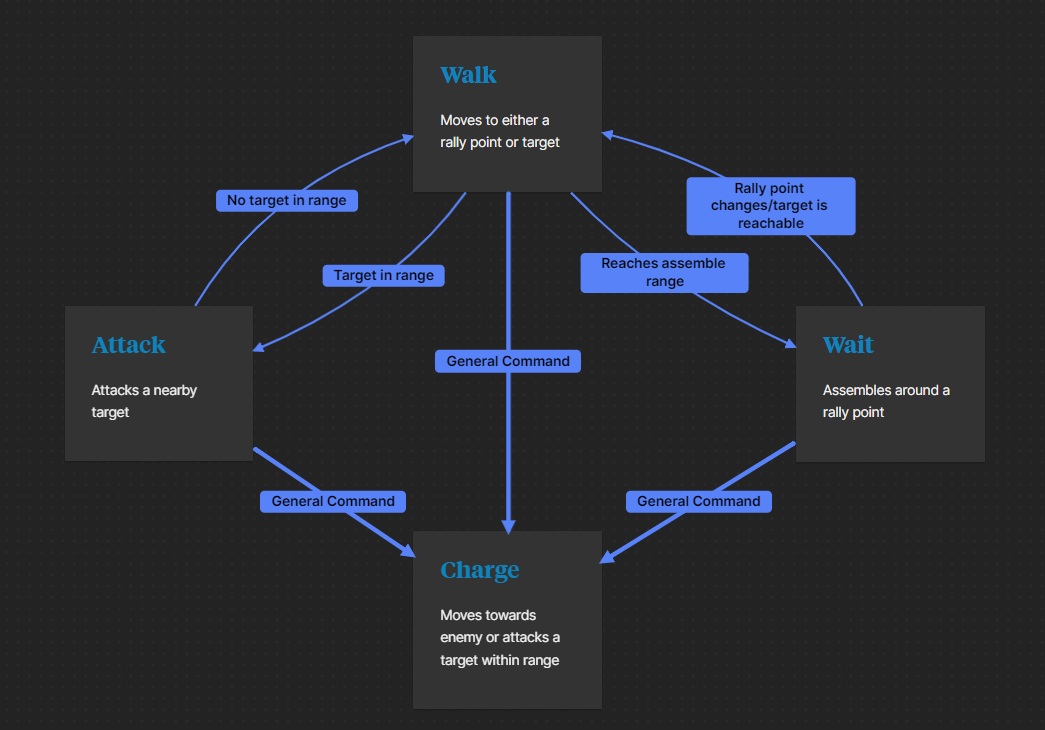 Walk
Moves to either a
rally point or target
No target in range
Rally point
changes/target is
reachable
Target in range
Reaches assemble
range
Attack
Attacks a nearby
target
General Command
Wait
Assembles around a
rally point
General Command
General Command
Charge
Moves towards
enemy or attacks a
target within range